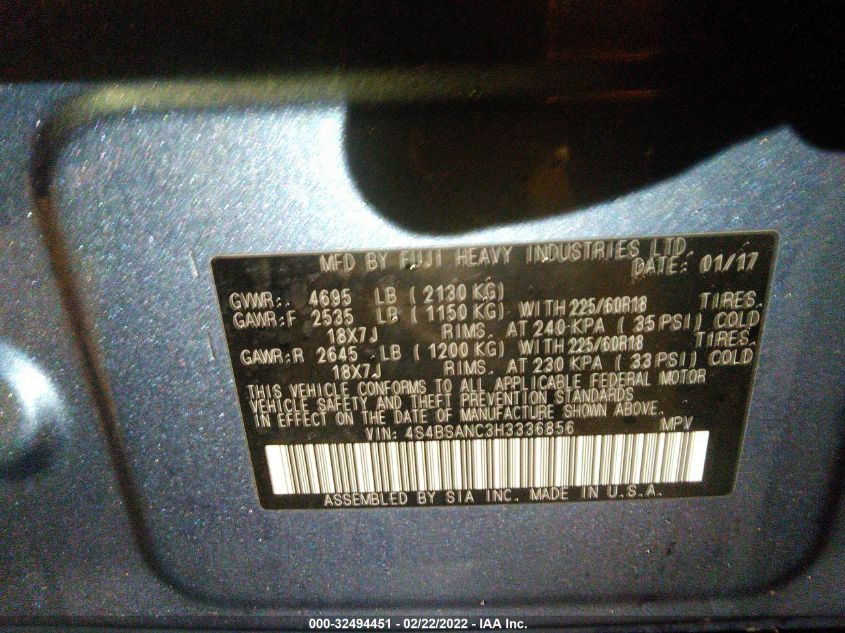 MFD BY FUJI HEAVY INDUSTRIES LTD
DATE: 01/17
GVWR: 4695 LB (2130 KG)
GAWR:F 2535 LB (1150 KG) WITH 225/60R18 TIRES.
18X7J RIMS. AT 240 KPA (35 PSI) COLD
GAWR:R 2645 LB (1200 KG) WITH 225/60R18 TIRES.
18X7J RIMS. AT 230 KPA (33 PSI) COLD
THIS VEHICLE CONFORMS TO ALL APPLICABLE FEDERAL MOTOR
VEHICLE SAFETY AND THEFT PREVENTION STANDARDS
IN EFFECT ON THE DATE OF MANUFACTURE SHOWN ABOVE.
VIN: 4S4BSANC3H3336856 MPV
ASSEMBLED BY SIA INC. MADE IN U.S.A.
000-32494451 - 02/22/2022 - IAA Inc.